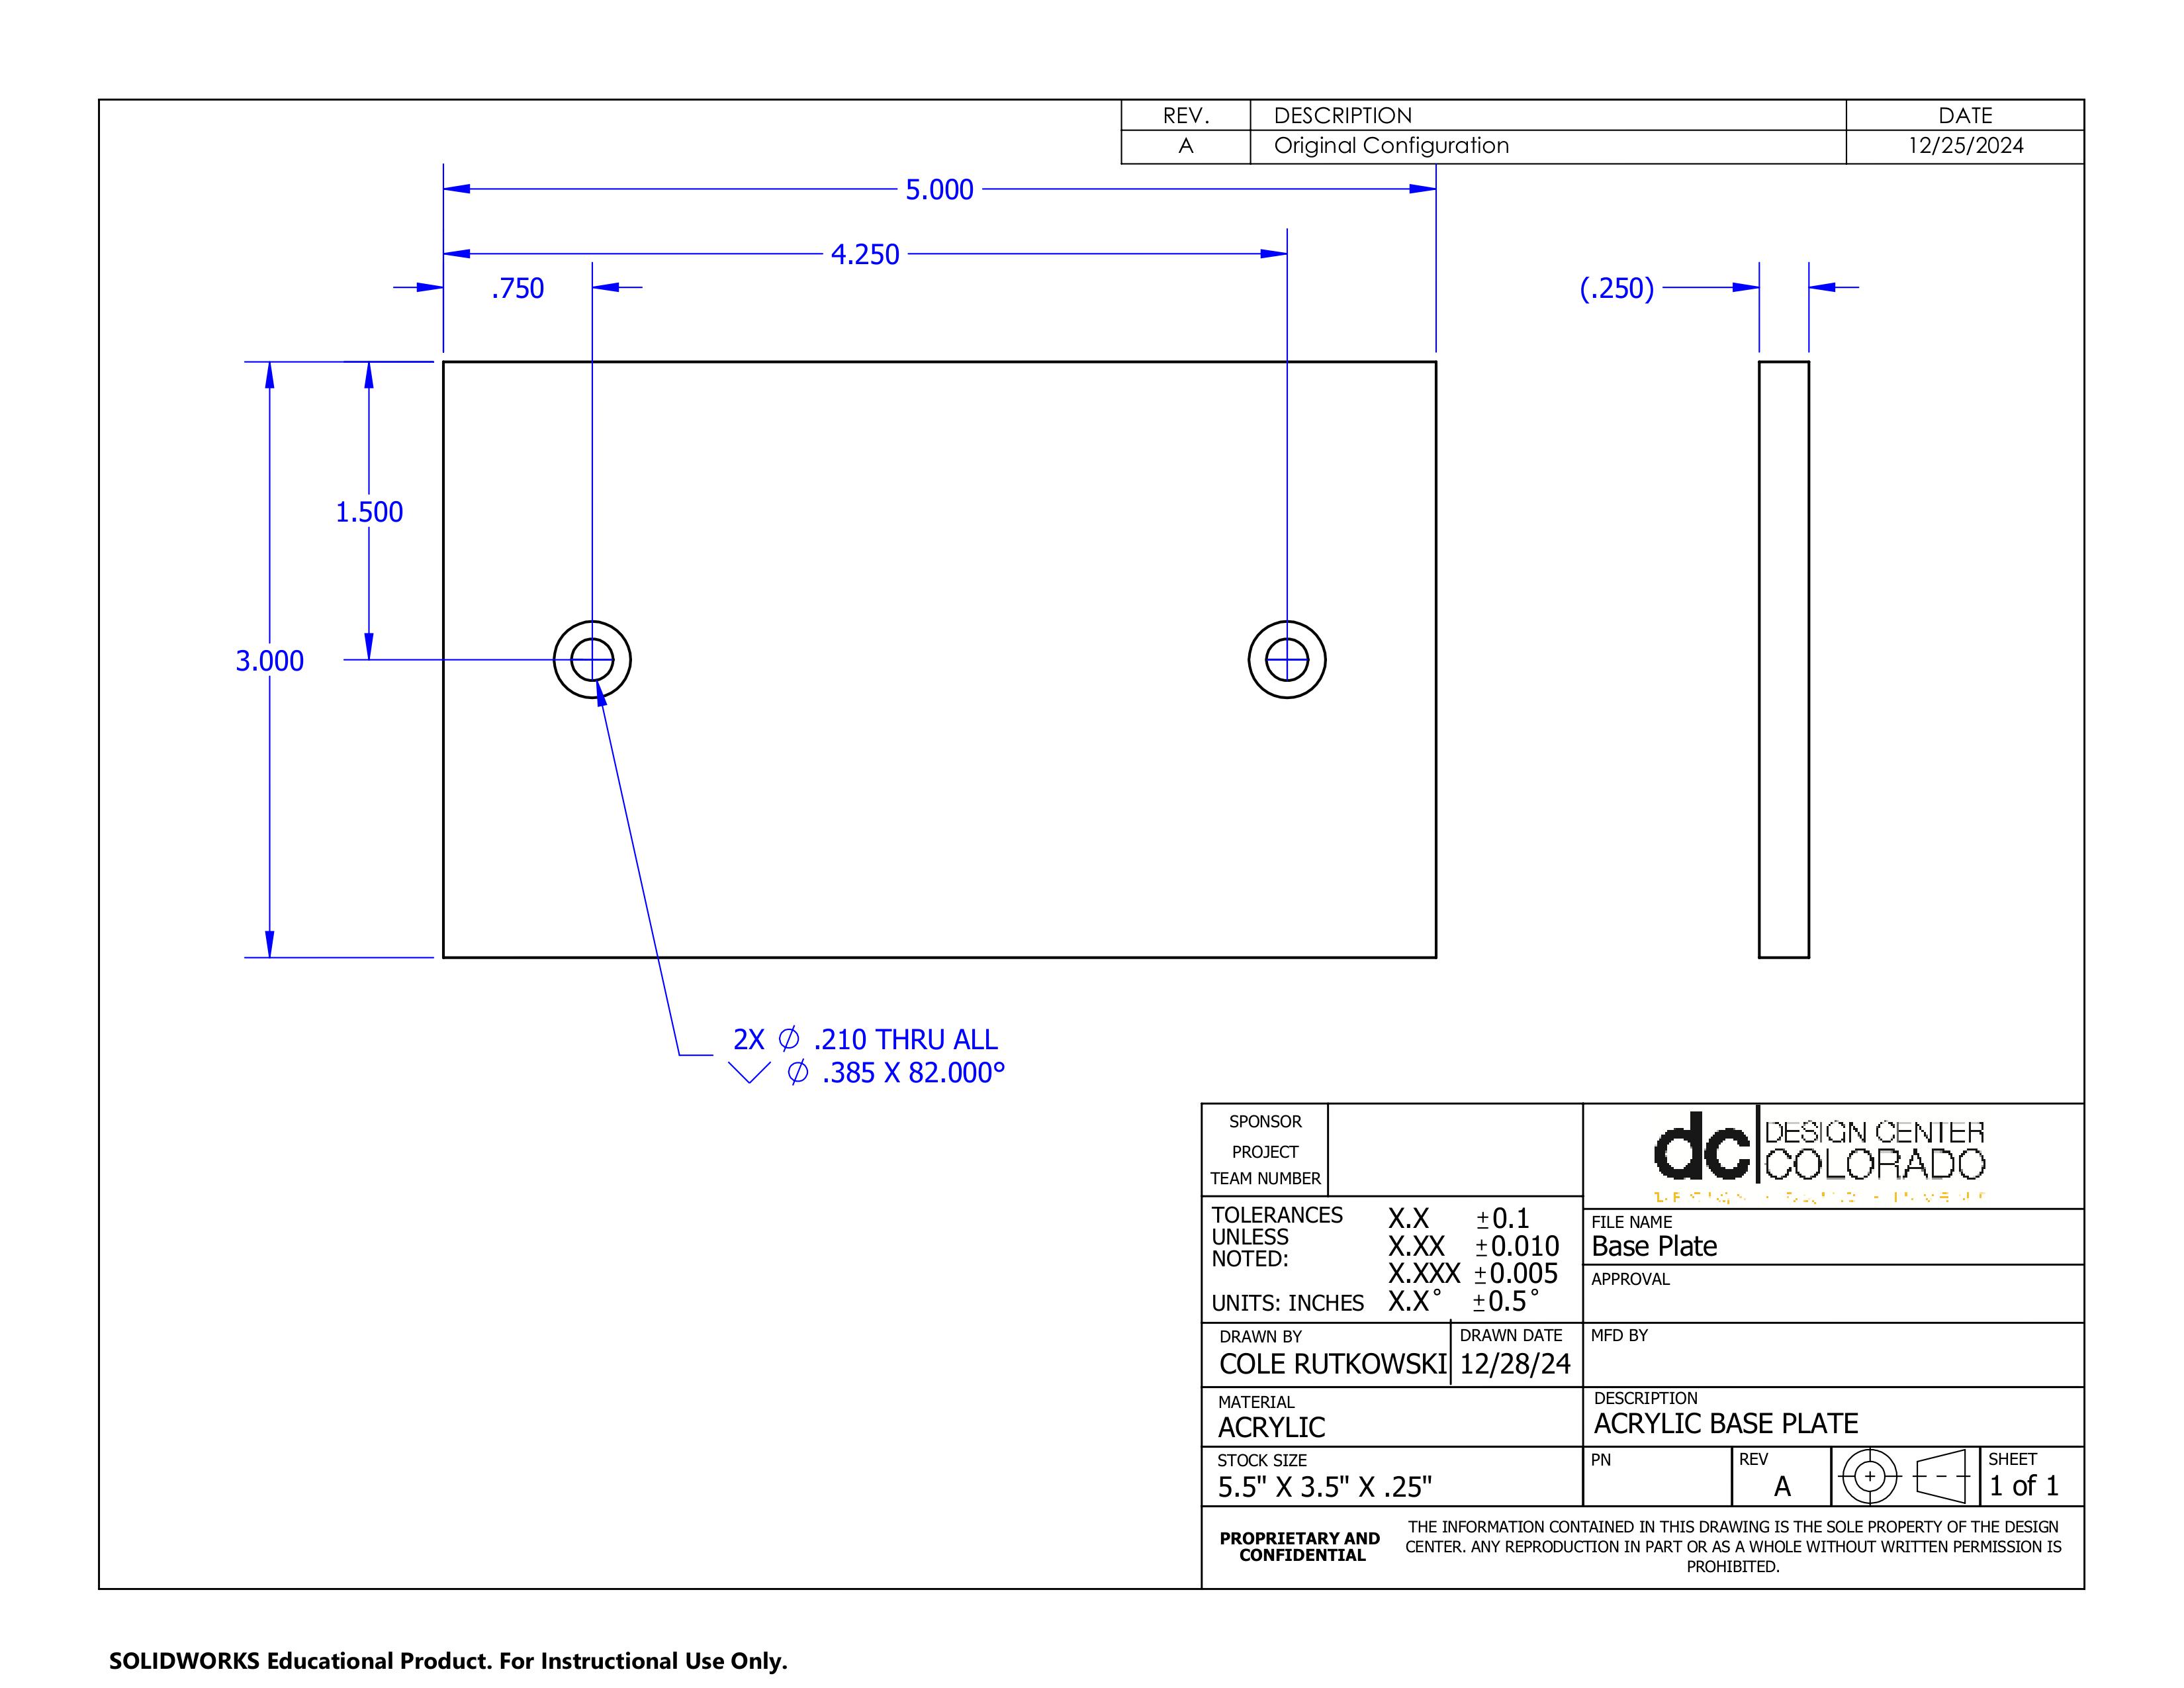 REV. DESCRIPTION DATE
A Original Configuration 12/25/2024
5.000
4.250
.750
(.250)
1.500
3.000
2X ⌀ .210 THRU ALL
⌵ ⌀ .385 X 82.000°
SPONSOR
PROJECT
TEAM NUMBER
dc DESIGN CENTER
COLORADO
TOLERANCES
UNLESS
NOTED:
X.X ±0.1
X.XX ±0.010
X.XXX ±0.005
UNITS: INCHES X.X° ±0.5°
FILE NAME
Base Plate
APPROVAL
DRAWN BY
COLE RUTKOWSKI
DRAWN DATE
12/28/24
MFD BY
MATERIAL
ACRYLIC
DESCRIPTION
ACRYLIC BASE PLATE
STOCK SIZE
5.5" X 3.5" X .25"
PN
REV
A
SHEET
1 of 1
PROPRIETARY AND
CONFIDENTIAL
THE INFORMATION CONTAINED IN THIS DRAWING IS THE SOLE PROPERTY OF THE DESIGN
CENTER. ANY REPRODUCTION IN PART OR AS A WHOLE WITHOUT WRITTEN PERMISSION IS
PROHIBITED.
SOLIDWORKS Educational Product. For Instructional Use Only.